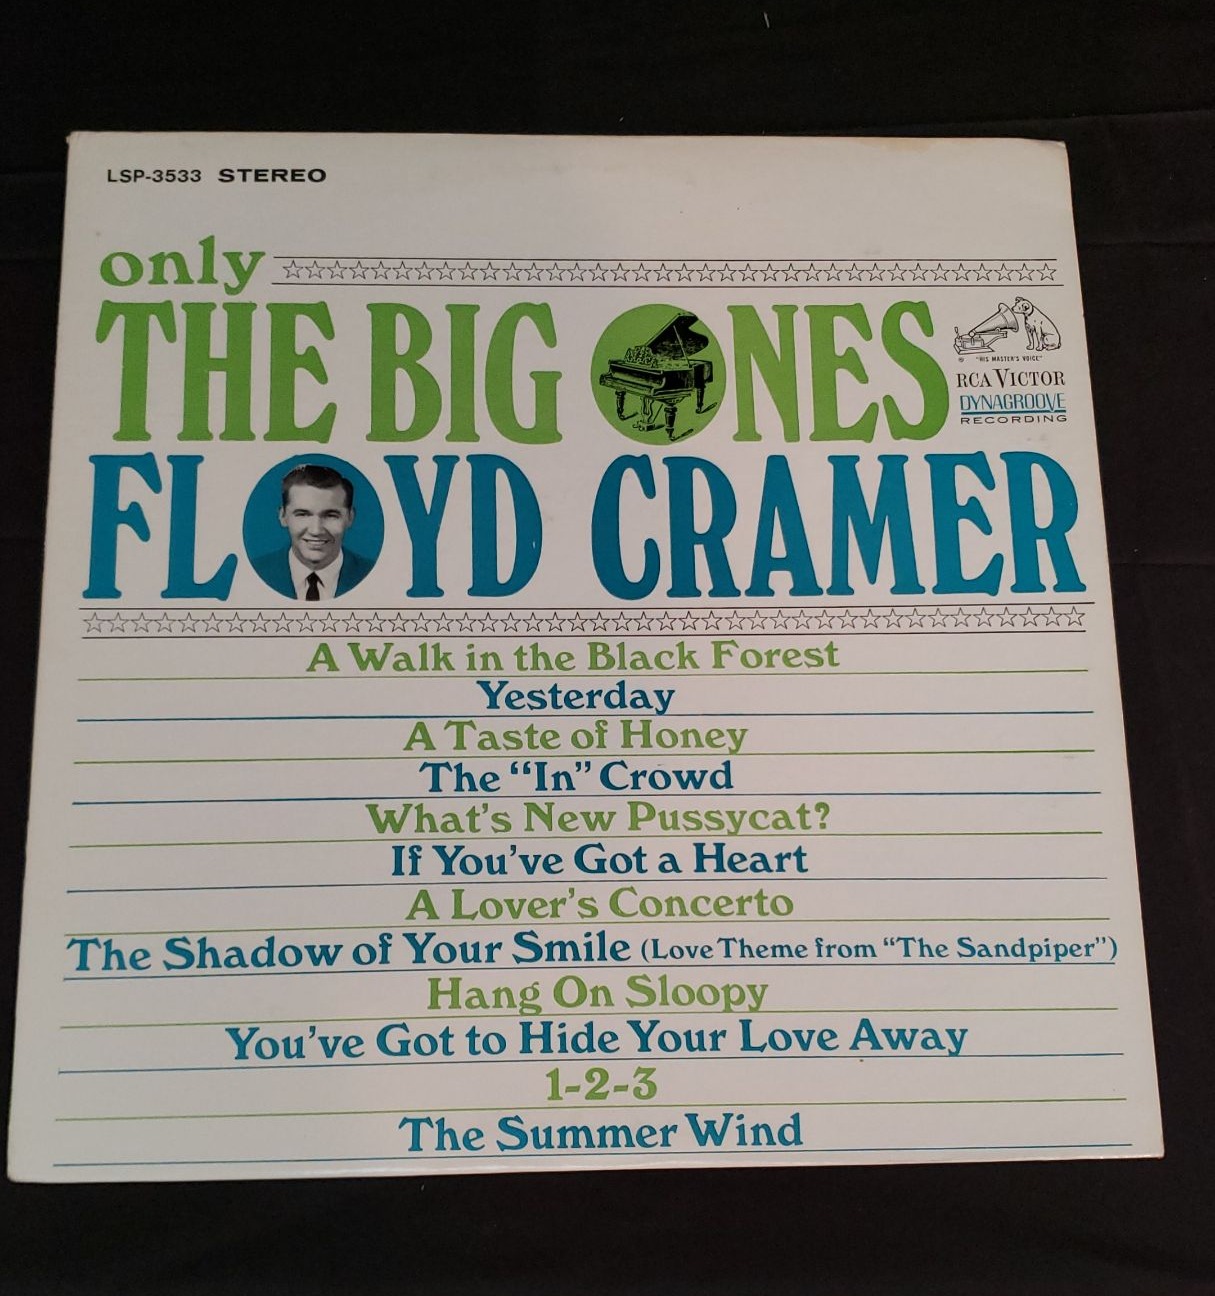 LSP-3533 STEREO
only
THE BIG ONES
"HIS MASTER'S VOICE"
RCA VICTOR
DYNAGROOVE
RECORDING
FLOYD CRAMER
A Walk in the Black Forest
Yesterday
A Taste of Honey
The “In” Crowd
What's New Pussycat?
If You've Got a Heart
A Lover's Concerto
The Shadow of Your Smile (Love Theme from “The Sandpiper”)
Hang On Sloopy
You've Got to Hide Your Love Away
1-2-3
The Summer Wind